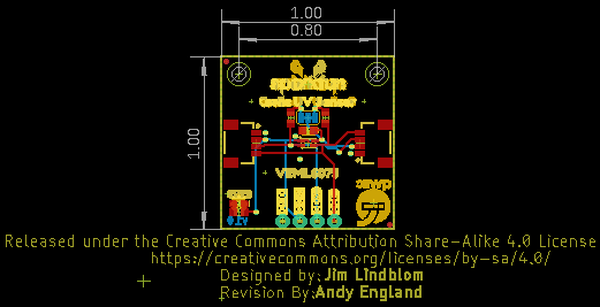 1.00
0.80
1.00
Released under the Creative Commons Attribution Share-Alike 4.0 License
https://creativecommons.org/licenses/by-sa/4.0/
Designed by: Jim Lindblom
Revision By: Andy England